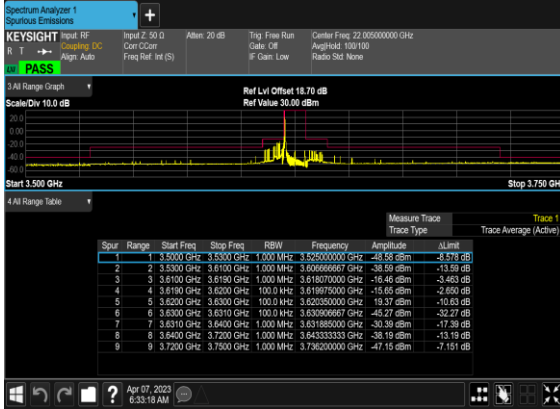 Spectrum Analyzer 1
Spurious Emissions
+
KEYSIGHT Input: RF Input Z: 50 Ω Atten: 20 dB Trig: Free Run Center Freq: 22.005000000 GHz
R T Coupling: DC Corr CCorr Gate: Off Avg|Hold: 100/100
Align: Auto Freq Ref: Int (S) IF Gain: Low Radio Std: None
PASS
3 All Range Graph
Ref Lvl Offset 18.70 dB
Scale/Div 10.0 dB Ref Value 30.00 dBm
20.0
0.00
-20.0
-40.0
-60.0
Start 3.500 GHz Stop 3.750 GH
4 All Range Table
Measure Trace Trace 1
Trace Type Trace Average (Active)
Spur Range Start Freq Stop Freq RBW Frequency Amplitude ΔLimit
1 1 3.5000 GHz 3.5300 GHz 1.000 MHz 3.525000000 GHz -48.58 dBm -8.578 dB
2 2 3.5300 GHz 3.6100 GHz 1.000 MHz 3.606666667 GHz -38.59 dBm -13.59 dB
3 3 3.6100 GHz 3.6190 GHz 1.000 MHz 3.618070000 GHz -16.46 dBm -3.463 dB
4 4 3.6190 GHz 3.6200 GHz 100.0 kHz 3.619975000 GHz -15.65 dBm -2.650 dB
5 5 3.6200 GHz 3.6300 GHz 100.0 kHz 3.620350000 GHz 19.37 dBm -10.63 dB
6 6 3.6300 GHz 3.6310 GHz 100.0 kHz 3.630906667 GHz -45.27 dBm -32.27 dB
7 7 3.6310 GHz 3.6400 GHz 1.000 MHz 3.631885000 GHz -30.39 dBm -17.39 dB
8 8 3.6400 GHz 3.7200 GHz 1.000 MHz 3.643333333 GHz -38.19 dBm -13.19 dB
9 9 3.7200 GHz 3.7500 GHz 1.000 MHz 3.736200000 GHz -47.15 dBm -7.151 dB
? Apr 07, 2023
6:33:18 AM